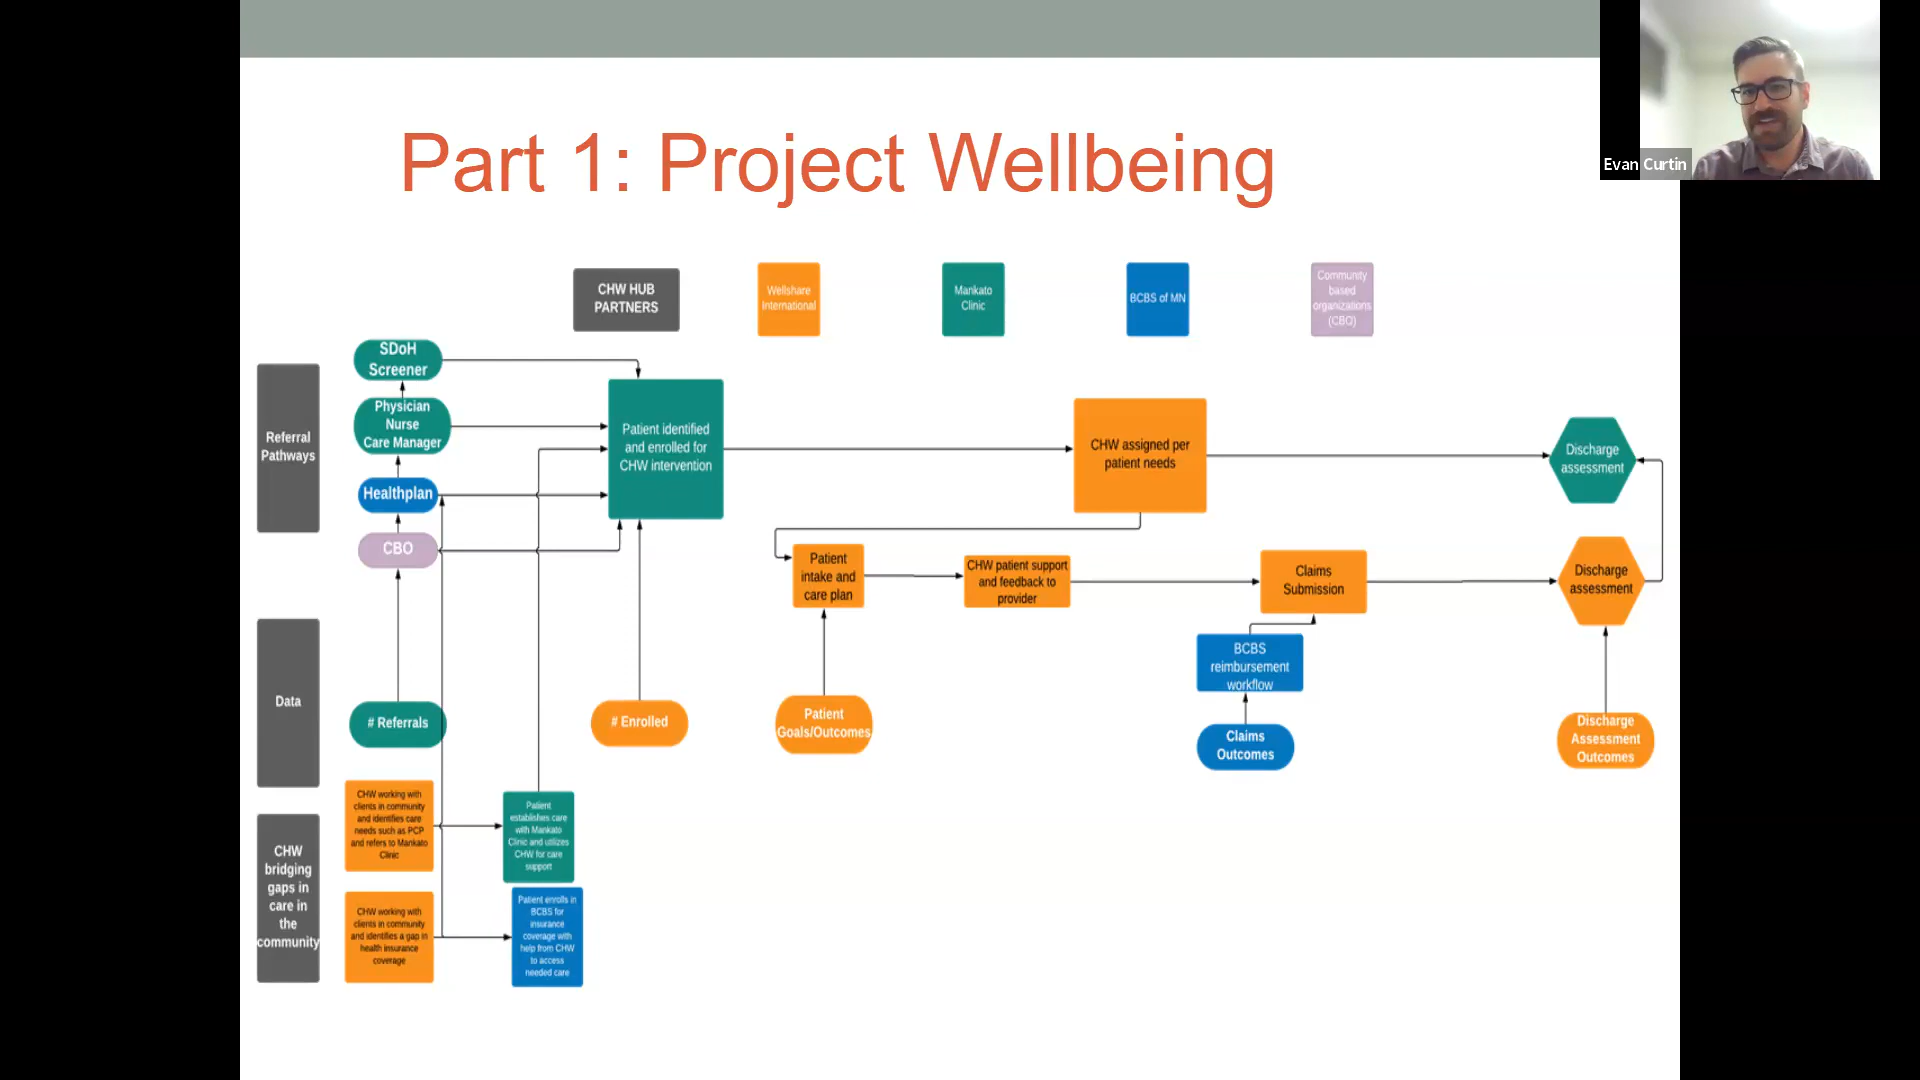 Part 1: Project Wellbeing
Evan Curtin
CHW HUB
PARTNERS
Wellshare
International
Mankato
Clinic
BCBS of MN
Community
based
organizations
(CBO)
Referral
Pathways
SDoH
Screener
Physician
Nurse
Care Manager
Healthplan
CBO
Patient identified
and enrolled for
CHW intervention
CHW assigned per
patient needs
Discharge
assessment
Patient
intake and
care plan
CHW patient support
and feedback to
provider
Claims
Submission
Discharge
assessment
BCBS
reimbursement
workflow
Data
# Referrals
# Enrolled
Patient
Goals/Outcomes
Claims
Outcomes
Discharge
Assessment
Outcomes
CHW
bridging
gaps in
care in
the
community
CHW working with
clients in community
and identifies care
needs such as PCP
and refers to Mankato
Clinic
Patient
establishes care
with Mankato
Clinic and utilizes
CHW for care
support
CHW working with
clients in community
and identifies a gap in
health insurance
coverage
Patient enrolls in
BCBS for
insurance
coverage with
help from CHW
to access
needed care